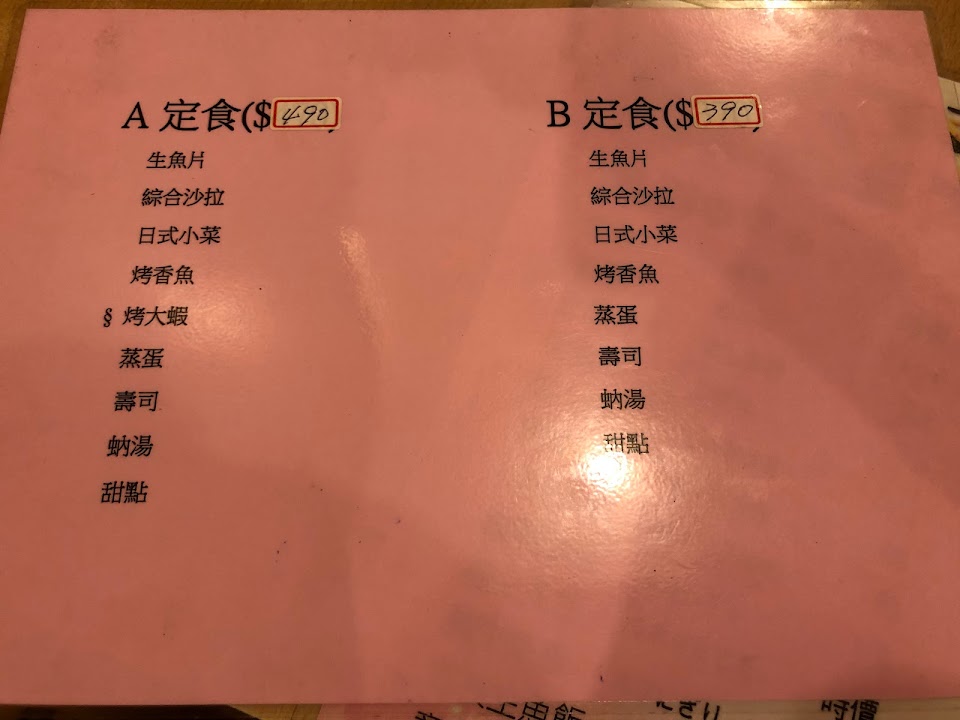 A 定食($490)
生魚片
綜合沙拉
日式小菜
烤香魚
§ 烤大蝦
蒸蛋
壽司
蚋湯
甜點
B 定食($390)
生魚片
綜合沙拉
日式小菜
烤香魚
蒸蛋
壽司
蚋湯
甜點
時價